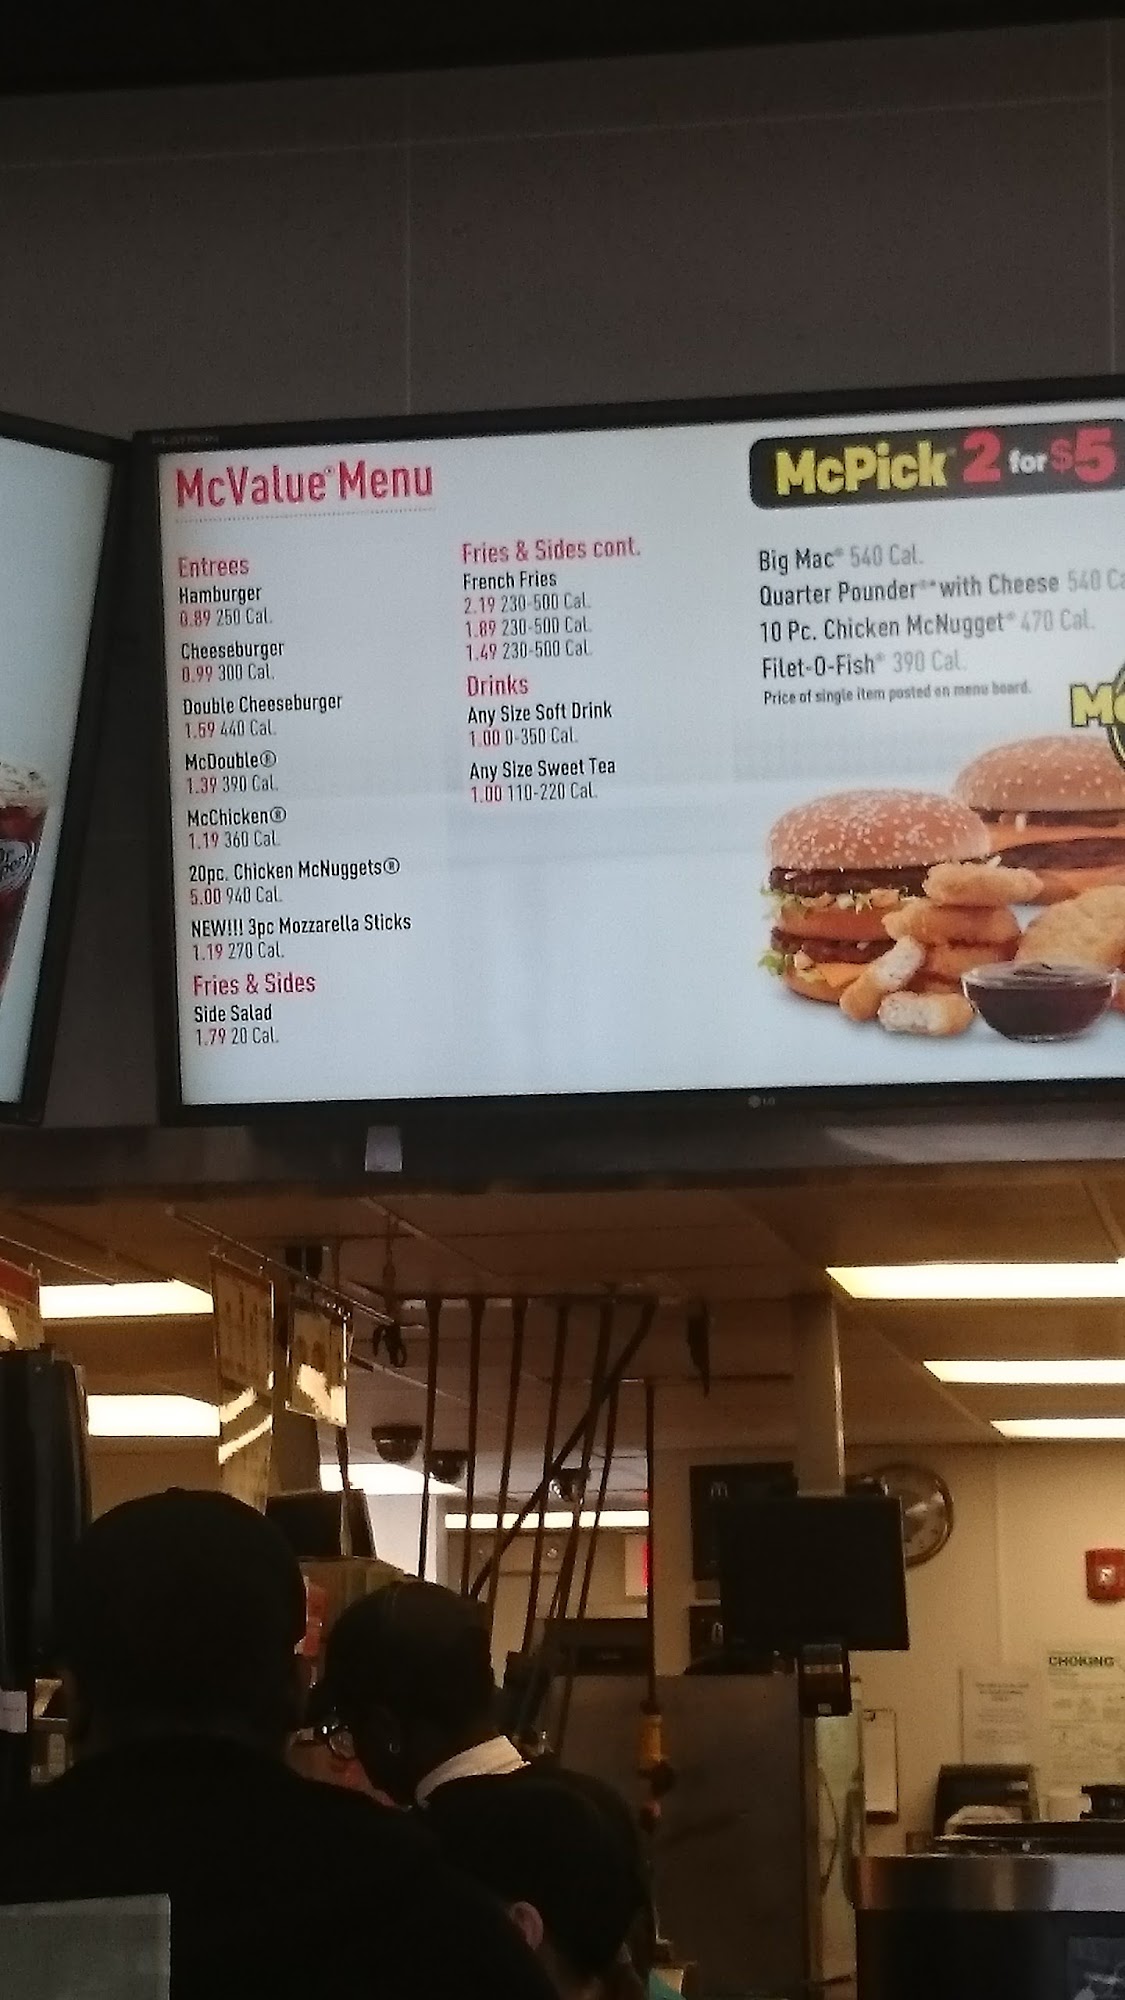 McValue® Menu
Entrees
Hamburger
0.89 250 Cal.
Cheeseburger
0.99 300 Cal.
Double Cheeseburger
1.59 440 Cal.
McDouble®
1.39 390 Cal.
McChicken®
1.19 360 Cal.
20pc. Chicken McNuggets®
5.00 940 Cal.
NEW!!! 3pc Mozzarella Sticks
1.19 270 Cal.
Fries & Sides
Side Salad
1.79 20 Cal.
Fries & Sides cont.
French Fries
2.19 230-500 Cal.
1.89 230-500 Cal.
1.49 230-500 Cal.
Drinks
Any Size Soft Drink
1.00 0-350 Cal.
Any Size Sweet Tea
1.00 110-220 Cal.
McPick 2 for $5
Big Mac® 540 Cal.
Quarter Pounder®* with Cheese 540 Ca
10 Pc. Chicken McNugget® 470 Cal.
Filet-O-Fish® 390 Cal.
Price of single item posted on menu board.
LG
CHOKING